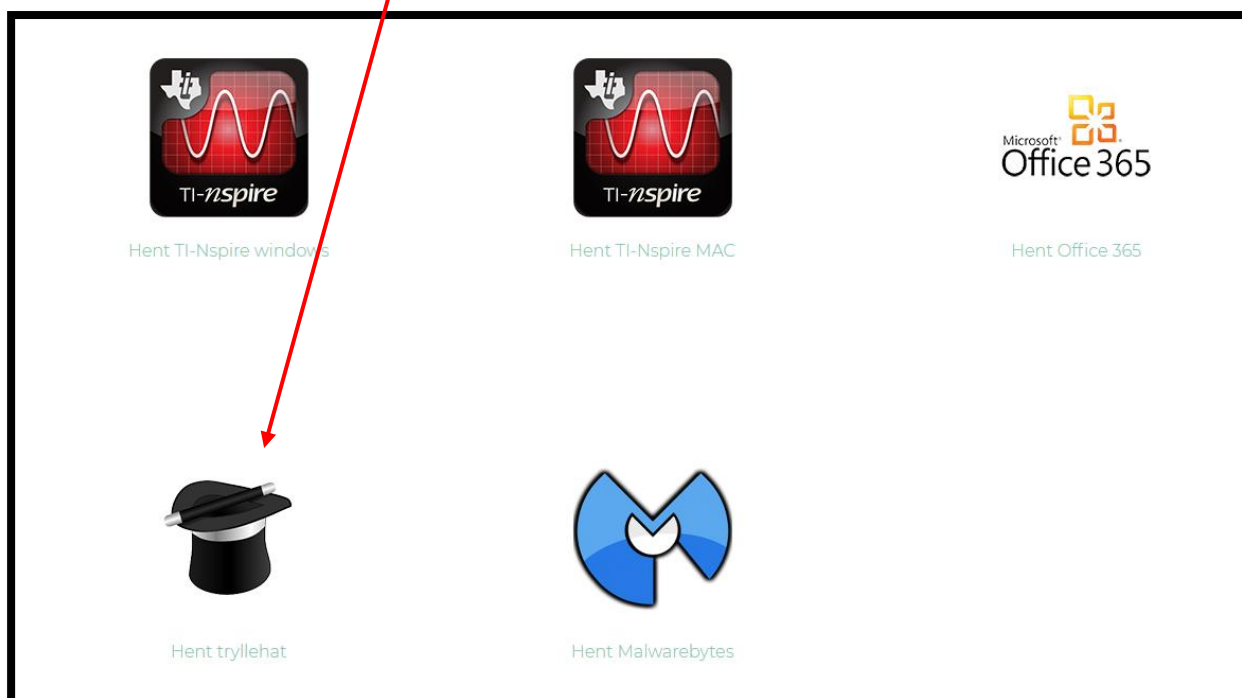 TI-nspire
TI-nspire
Microsoft®
Office 365
Hent TI-Nspire windows
Hent TI-Nspire MAC
Hent Office 365
Hent tryllehat
Hent Malwarebytes